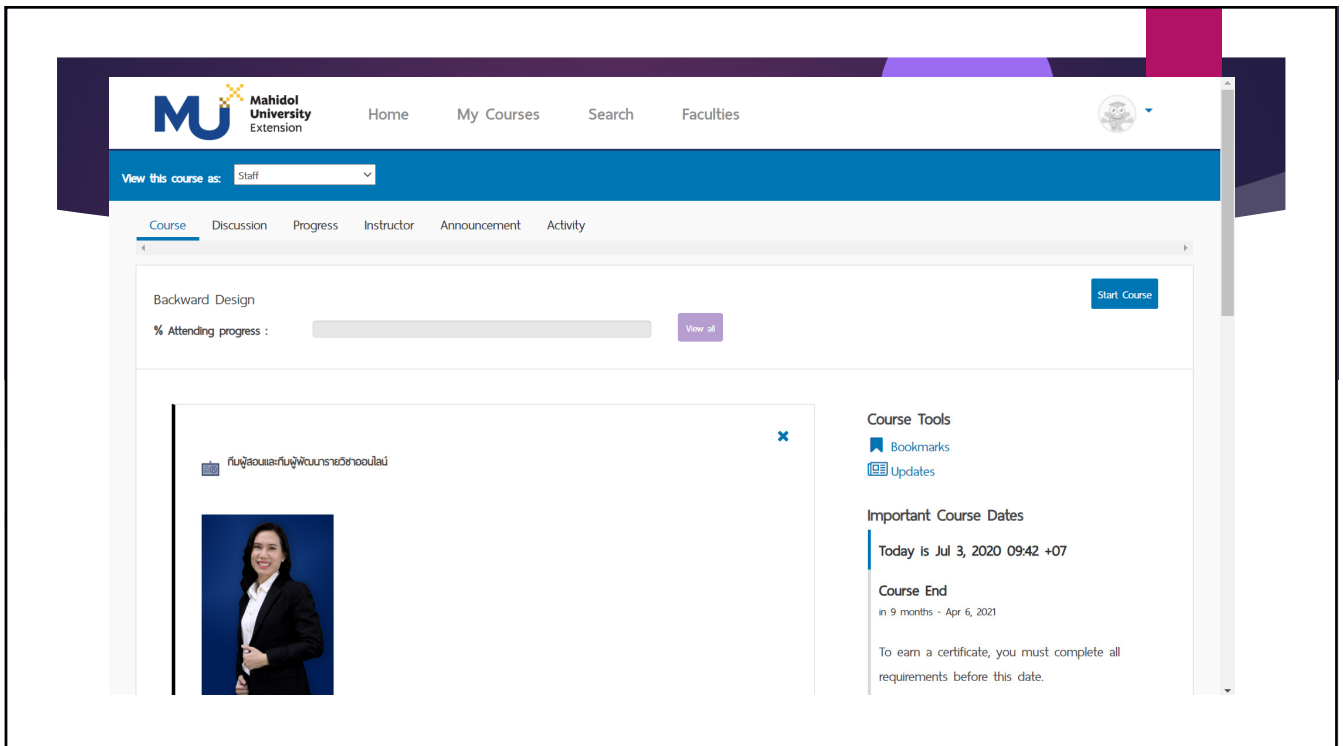 MU
Mahidol
University
Extension
Home My Courses Search Faculties
View this course as: Staff
Course Discussion Progress Instructor Announcement Activity
Backward Design
Start Course
% Attending progress :
View all
ทีมผู้สอนและทีมผู้พัฒนารายวิชาออนไลน์
Course Tools
Bookmarks
Updates
Important Course Dates
Today is Jul 3, 2020 09:42 +07
Course End
in 9 months - Apr 6, 2021
To earn a certificate, you must complete all
requirements before this date.